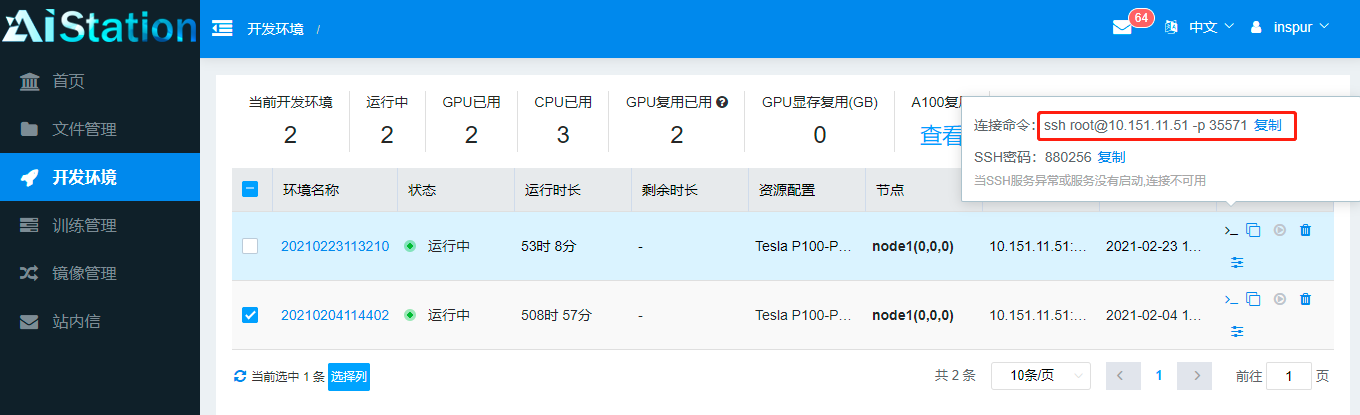 AiStation
开发环境 /
64
中文
inspur
首页
文件管理
开发环境
训练管理
镜像管理
站内信
当前开发环境 运行中 GPU已用 CPU已用 GPU复用已用 GPU显存复用(GB) A100复
2 2 2 3 2 0 查看
连接命令：ssh root@10.151.11.51 -p 35571 复制
SSH密码：880256 复制
当SSH服务异常或服务没有启动,连接不可用
环境名称 状态 运行时长 剩余时长 资源配置 节点
20210223113210 运行中 53时 8分 - Tesla P100-P... node1(0,0,0) 10.151.11.51:... 2021-02-23 1...
20210204114402 运行中 508时 57分 - Tesla P100-P... node1(0,0,0) 10.151.11.51:... 2021-02-04 1...
当前选中 1 条 选择列
共 2 条 10条/页 1 前往 1 页